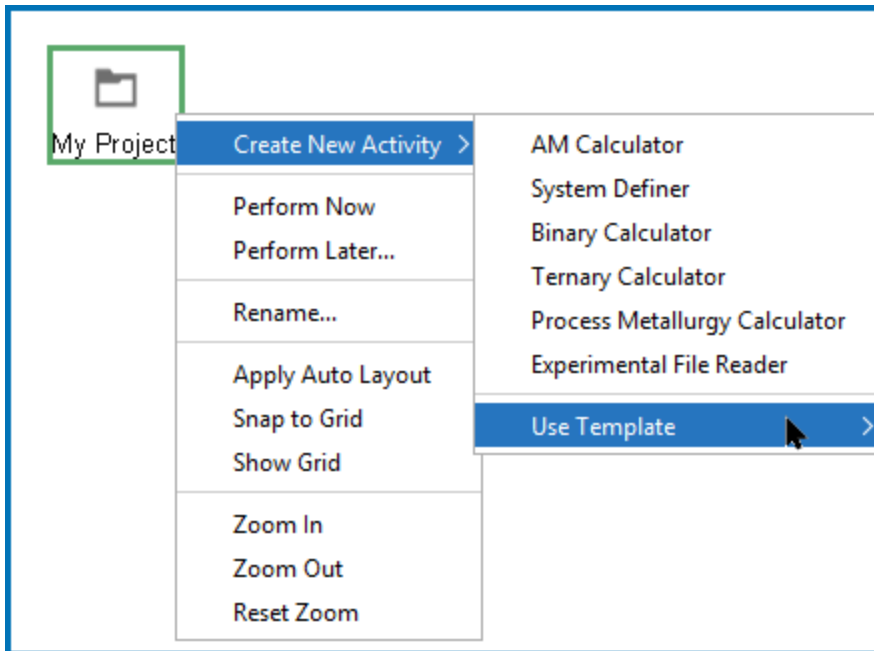 My Project
Create New Activity
Perform Now
Perform Later...
Rename...
Apply Auto Layout
Snap to Grid
Show Grid
Zoom In
Zoom Out
Reset Zoom
AM Calculator
System Definer
Binary Calculator
Ternary Calculator
Process Metallurgy Calculator
Experimental File Reader
Use Template